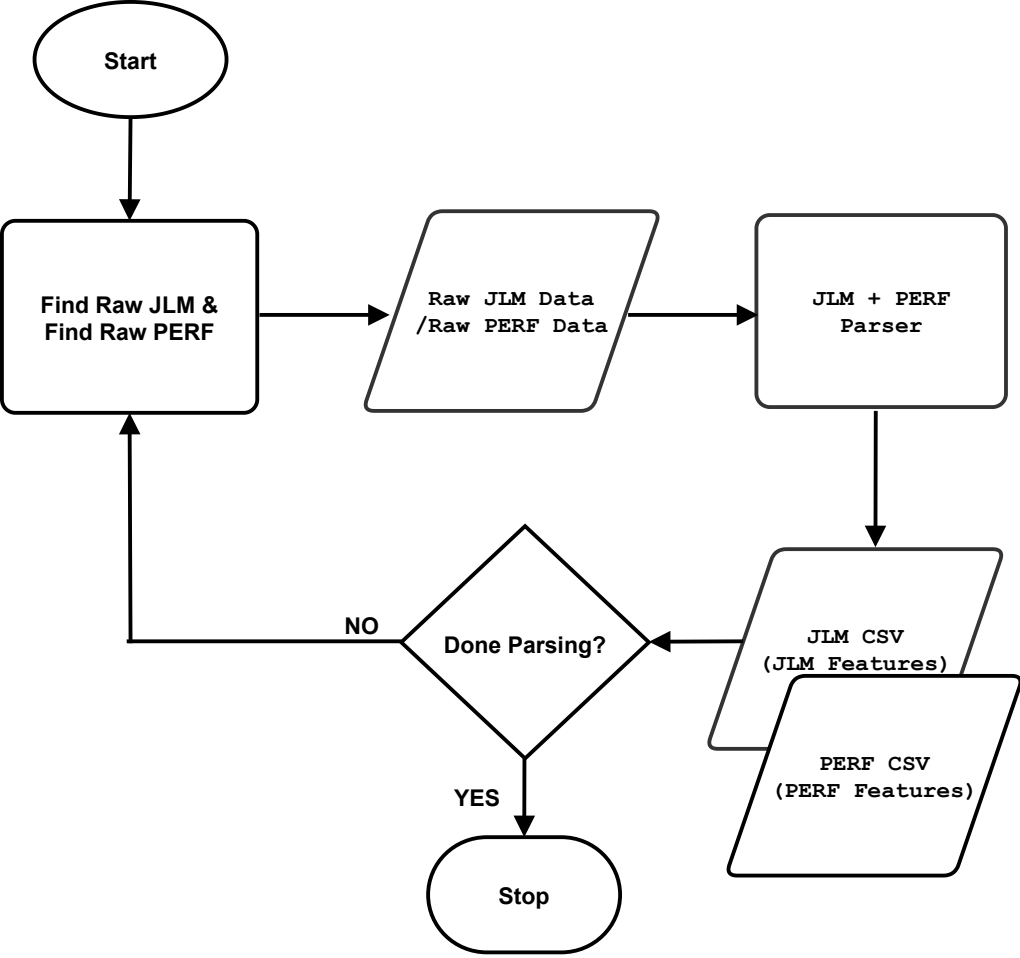 Start
Find Raw JLM &
Find Raw PERF
Raw JLM Data
/Raw PERF Data
JLM + PERF
Parser
JLM CSV
(JLM Features)
PERF CSV
(PERF Features)
Done Parsing?
NO
YES
Stop